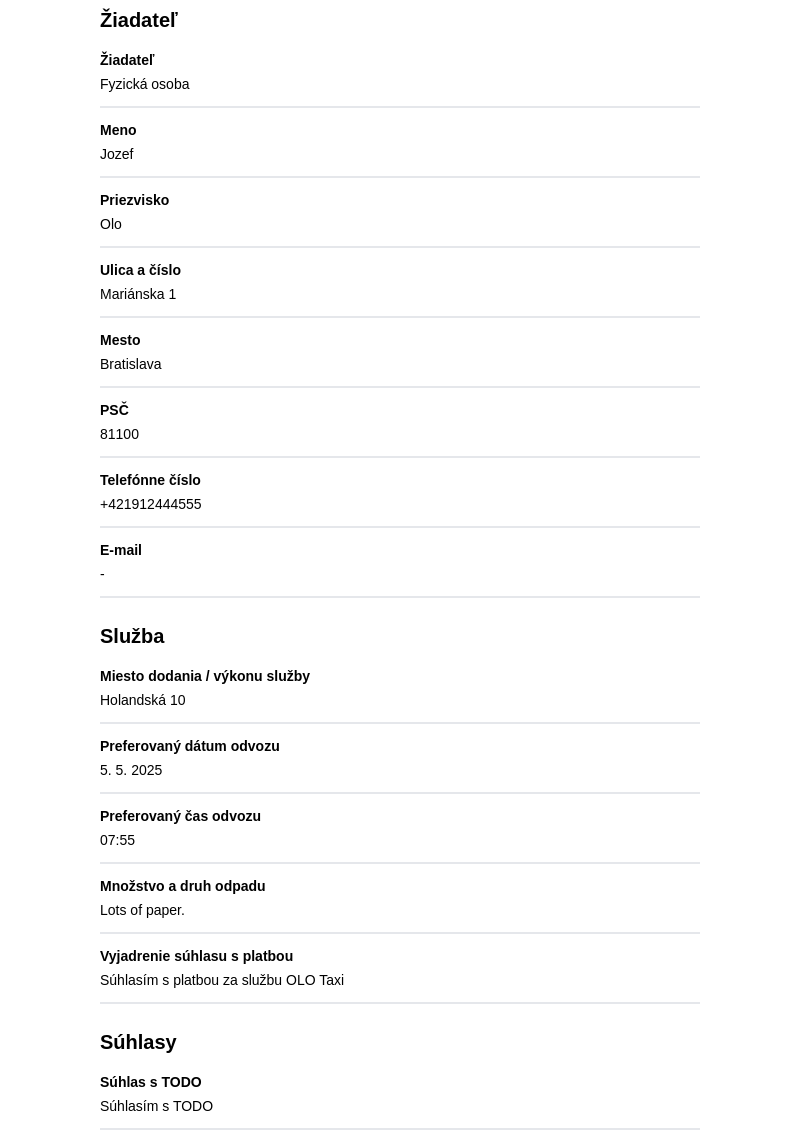 Žiadateľ
Žiadateľ
Fyzická osoba
Meno
Jozef
Priezvisko
Olo
Ulica a číslo
Mariánska 1
Mesto
Bratislava
PSČ
81100
Telefónne číslo
+421912444555
E-mail
-
Služba
Miesto dodania / výkonu služby
Holandská 10
Preferovaný dátum odvozu
5. 5. 2025
Preferovaný čas odvozu
07:55
Množstvo a druh odpadu
Lots of paper.
Vyjadrenie súhlasu s platbou
Súhlasím s platbou za službu OLO Taxi
Súhlasy
Súhlas s TODO
Súhlasím s TODO